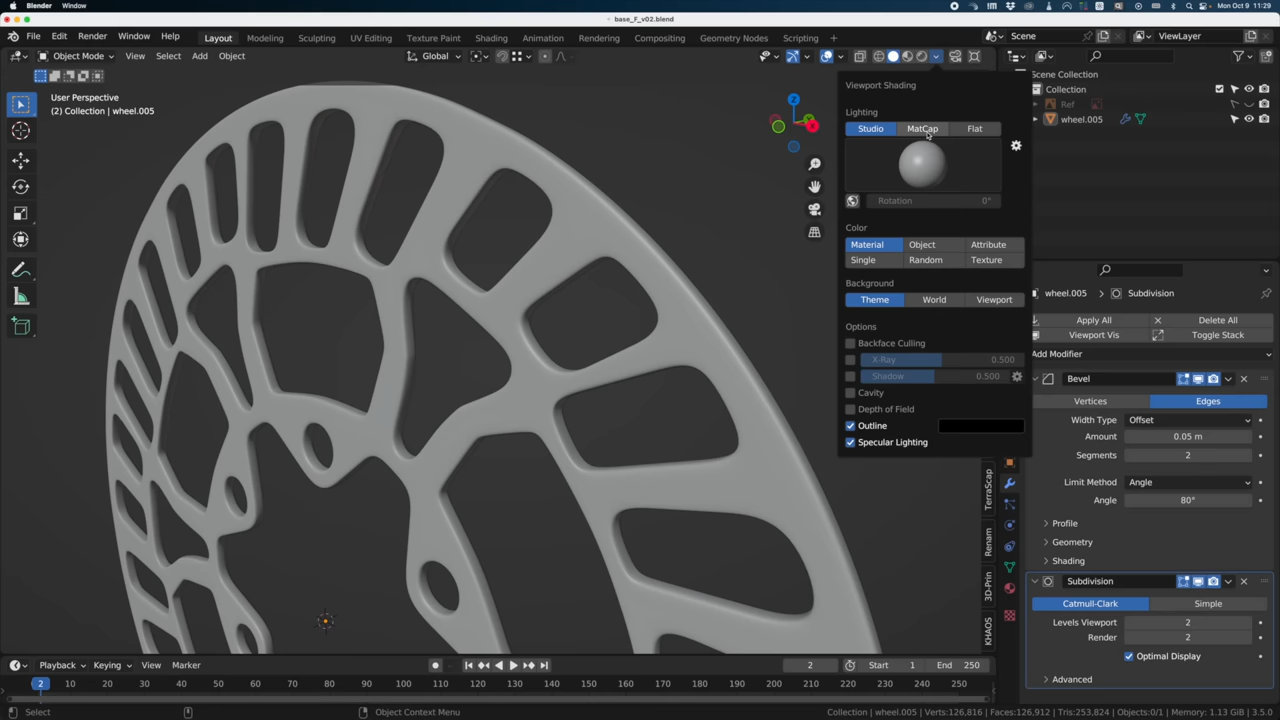 Blender Window Mon Oct 9 11:29
base_F_v02.blend
File Edit Render Window Help Layout Modeling Sculpting UV Editing Texture Paint Shading Animation Rendering Compositing Geometry Nodes Scripting + Scene ViewLayer
Object Mode View Select Add Object Global
User Perspective
(2) Collection | wheel.005
Z
X
Scene Collection
Collection
Ref
wheel.005
Viewport Shading
Lighting
Studio MatCap Flat
Rotation 0°
Color
Material Object Attribute
Single Random Texture
Background
Theme World Viewport
Options
Backface Culling
X-Ray 0.500
Shadow 0.500
Cavity
Depth of Field
Outline
Specular Lighting
TerraScap
Renam
3D-Prin
KHAOS
wheel.005 > Subdivision
Apply All Delete All
Viewport Vis Toggle Stack
Add Modifier
Bevel
Vertices Edges
Width Type Offset
Amount 0.05 m
Segments 2
Limit Method Angle
Angle 80°
Profile
Geometry
Shading
Subdivision
Catmull-Clark Simple
Levels Viewport 2
Render 2
Optimal Display
Advanced
Playback Keying View Marker 2 Start 1 End 250
2 10 20 30 40 50 60 70 80 90 100 110 120 130 140 150 160 170 180 190 200 210 220 230 240 250
Select Object Context Menu Collection | wheel.005 | Verts:126,816 | Faces:126,912 | Tris:253,824 | Objects:0/1 | Memory: 1.13 GiB | 3.5.0